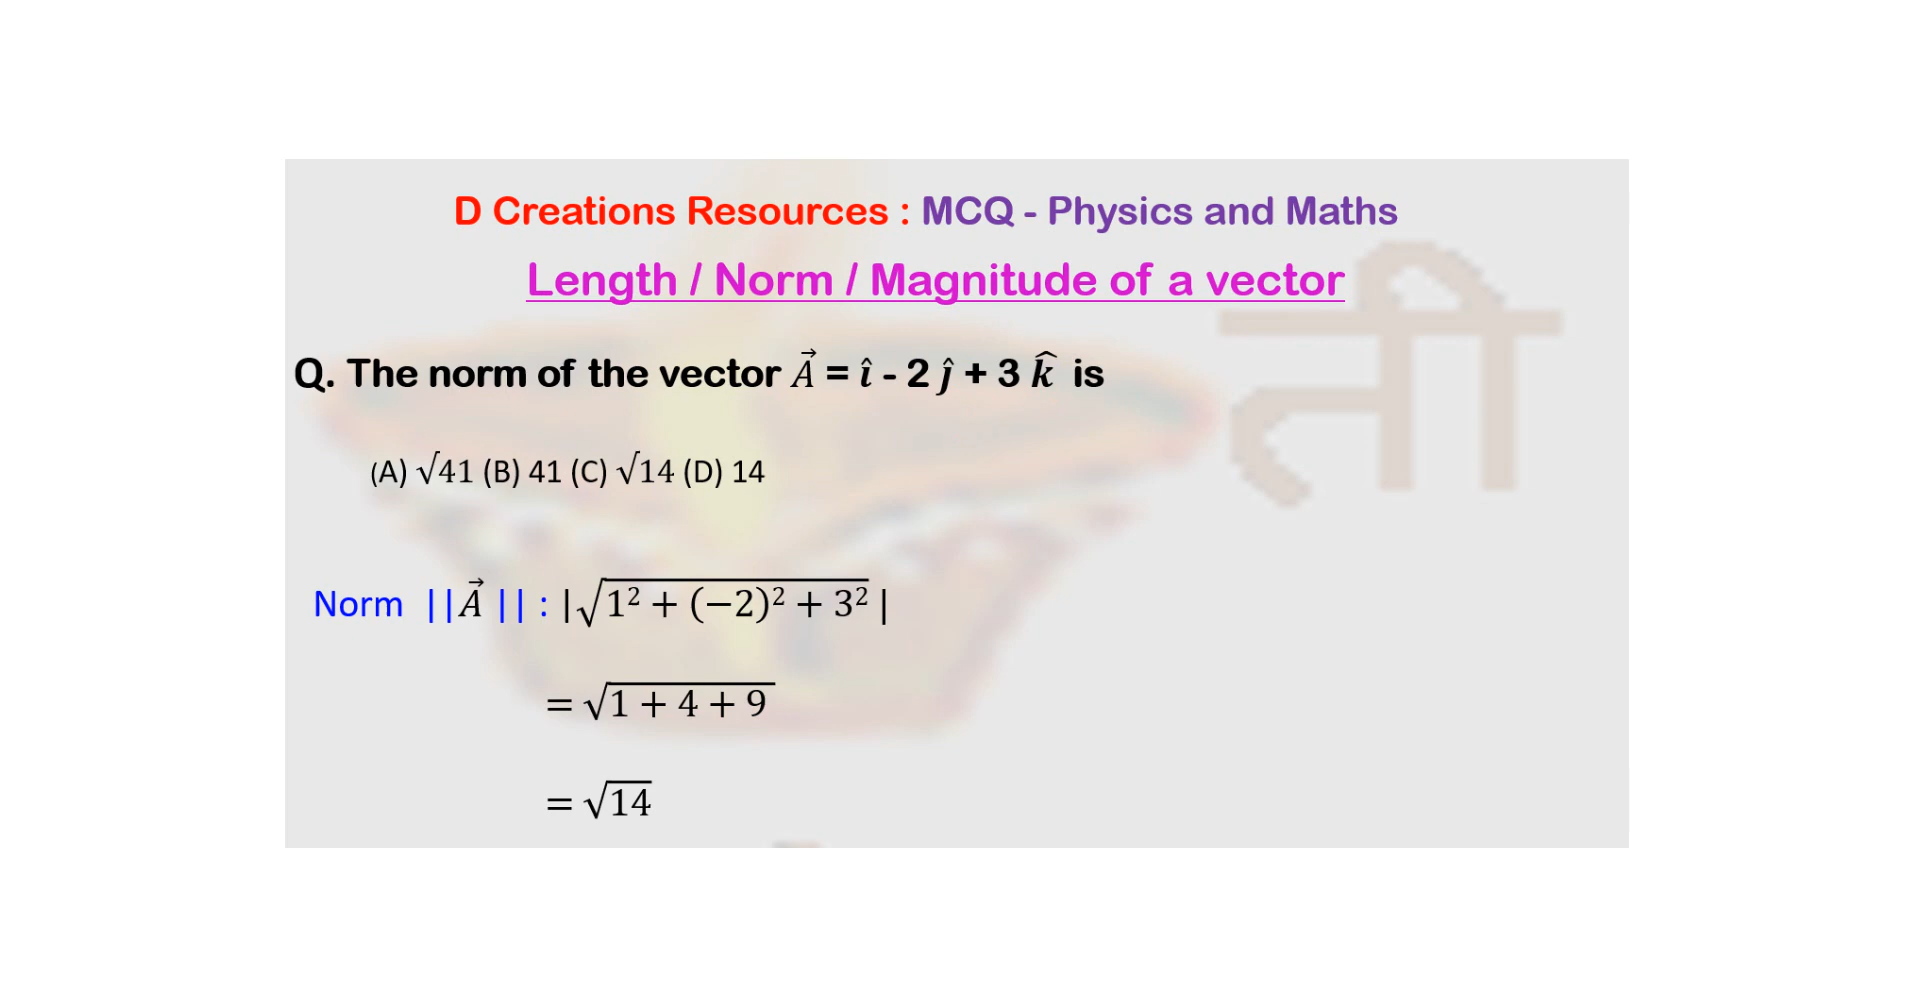 D Creations Resources : MCQ - Physics and Maths
Length / Norm / Magnitude of a vector
Q. The norm of the vector A⃗ = î - 2 ĵ + 3 k̂ is
(A) √41 (B) 41 (C) √14 (D) 14
Norm ||A⃗ || : |√(1² + (−2)² + 3²) |
= √(1 + 4 + 9)
= √14
ती